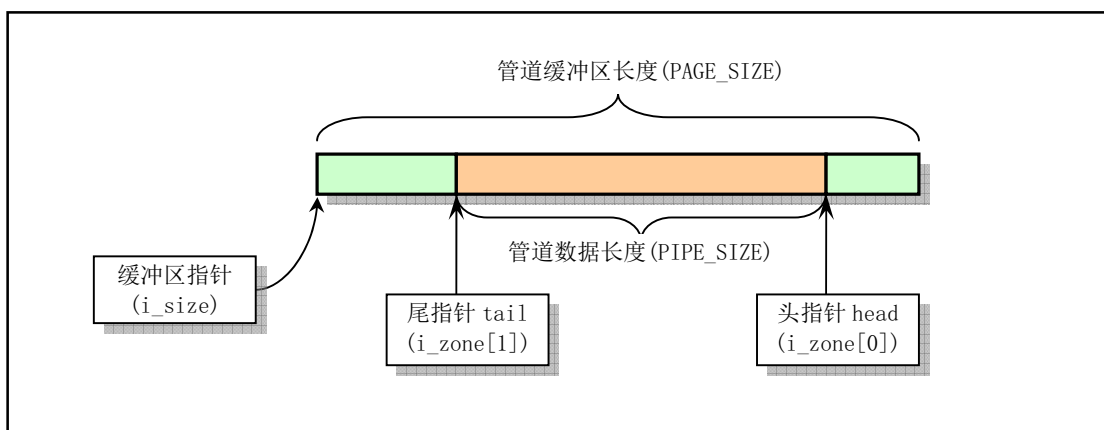 管道缓冲区长度(PAGE_SIZE)
管道数据长度(PIPE_SIZE)
缓冲区指针
(i_size)
尾指针 tail
(i_zone[1])
头指针 head
(i_zone[0])